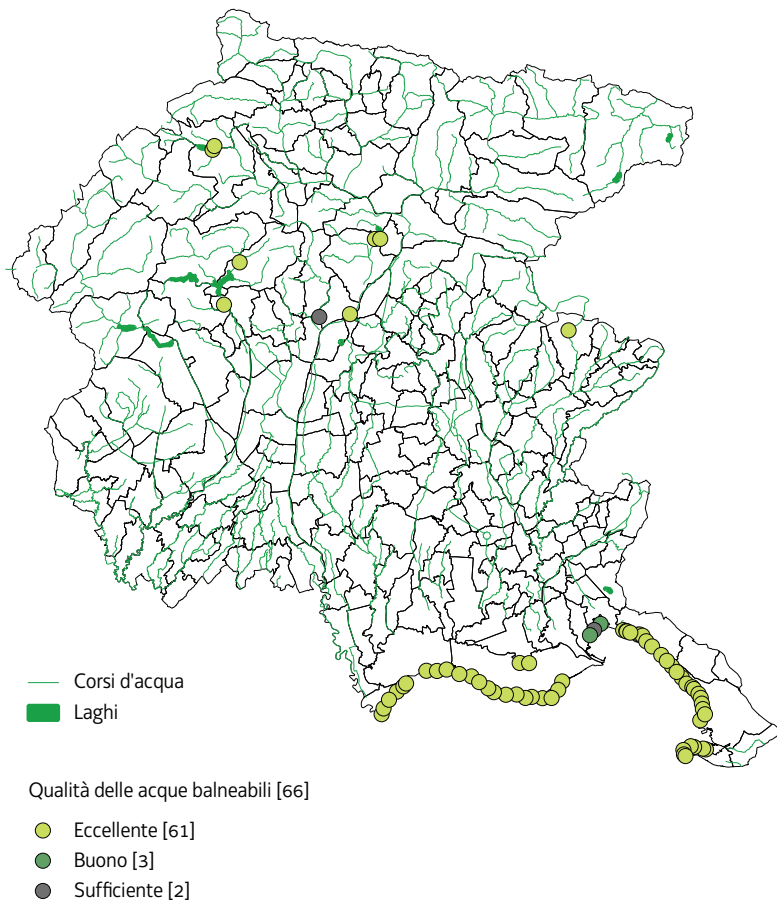 Corsi d'acqua
Laghi
Qualità delle acque balneabili [66]
Eccellente [61]
Buono [3]
Sufficiente [2]